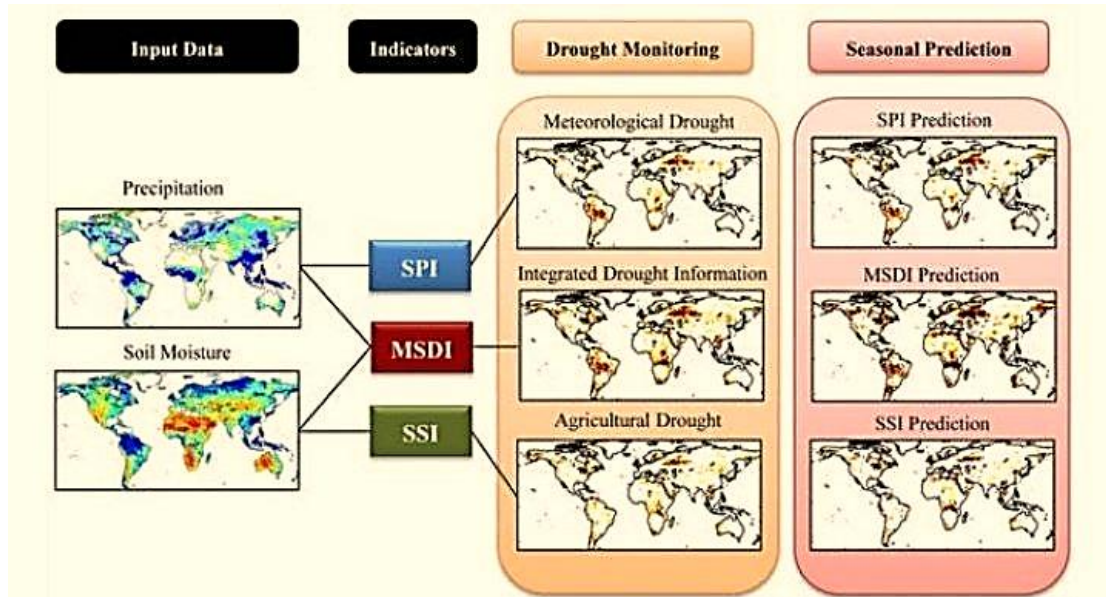 Input Data
Indicators
Drought Monitoring
Seasonal Prediction
Precipitation
Soil Moisture
SPI
MSDI
SSI
Meteorological Drought
Integrated Drought Information
Agricultural Drought
SPI Prediction
MSDI Prediction
SSI Prediction